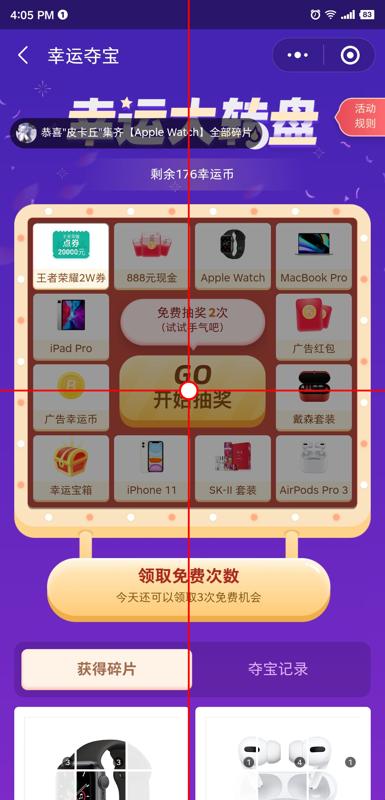 4:05 PM 1
83
幸运夺宝
幸运大转盘
活动
规则
恭喜"皮卡丘"集齐【Apple Watch】全部碎片
剩余176幸运币
点券
20000元
王者荣耀2W券
888元现金
Apple Watch
MacBook Pro
iPad Pro
免费抽奖2次
(试试手气吧)
广告红包
广告幸运币
GO
开始抽奖
戴森套装
幸运宝箱
iPhone 11
SK-II 套装
AirPods Pro 3
领取免费次数
今天还可以领取3次免费机会
获得碎片
夺宝记录
3
3
1
4
1